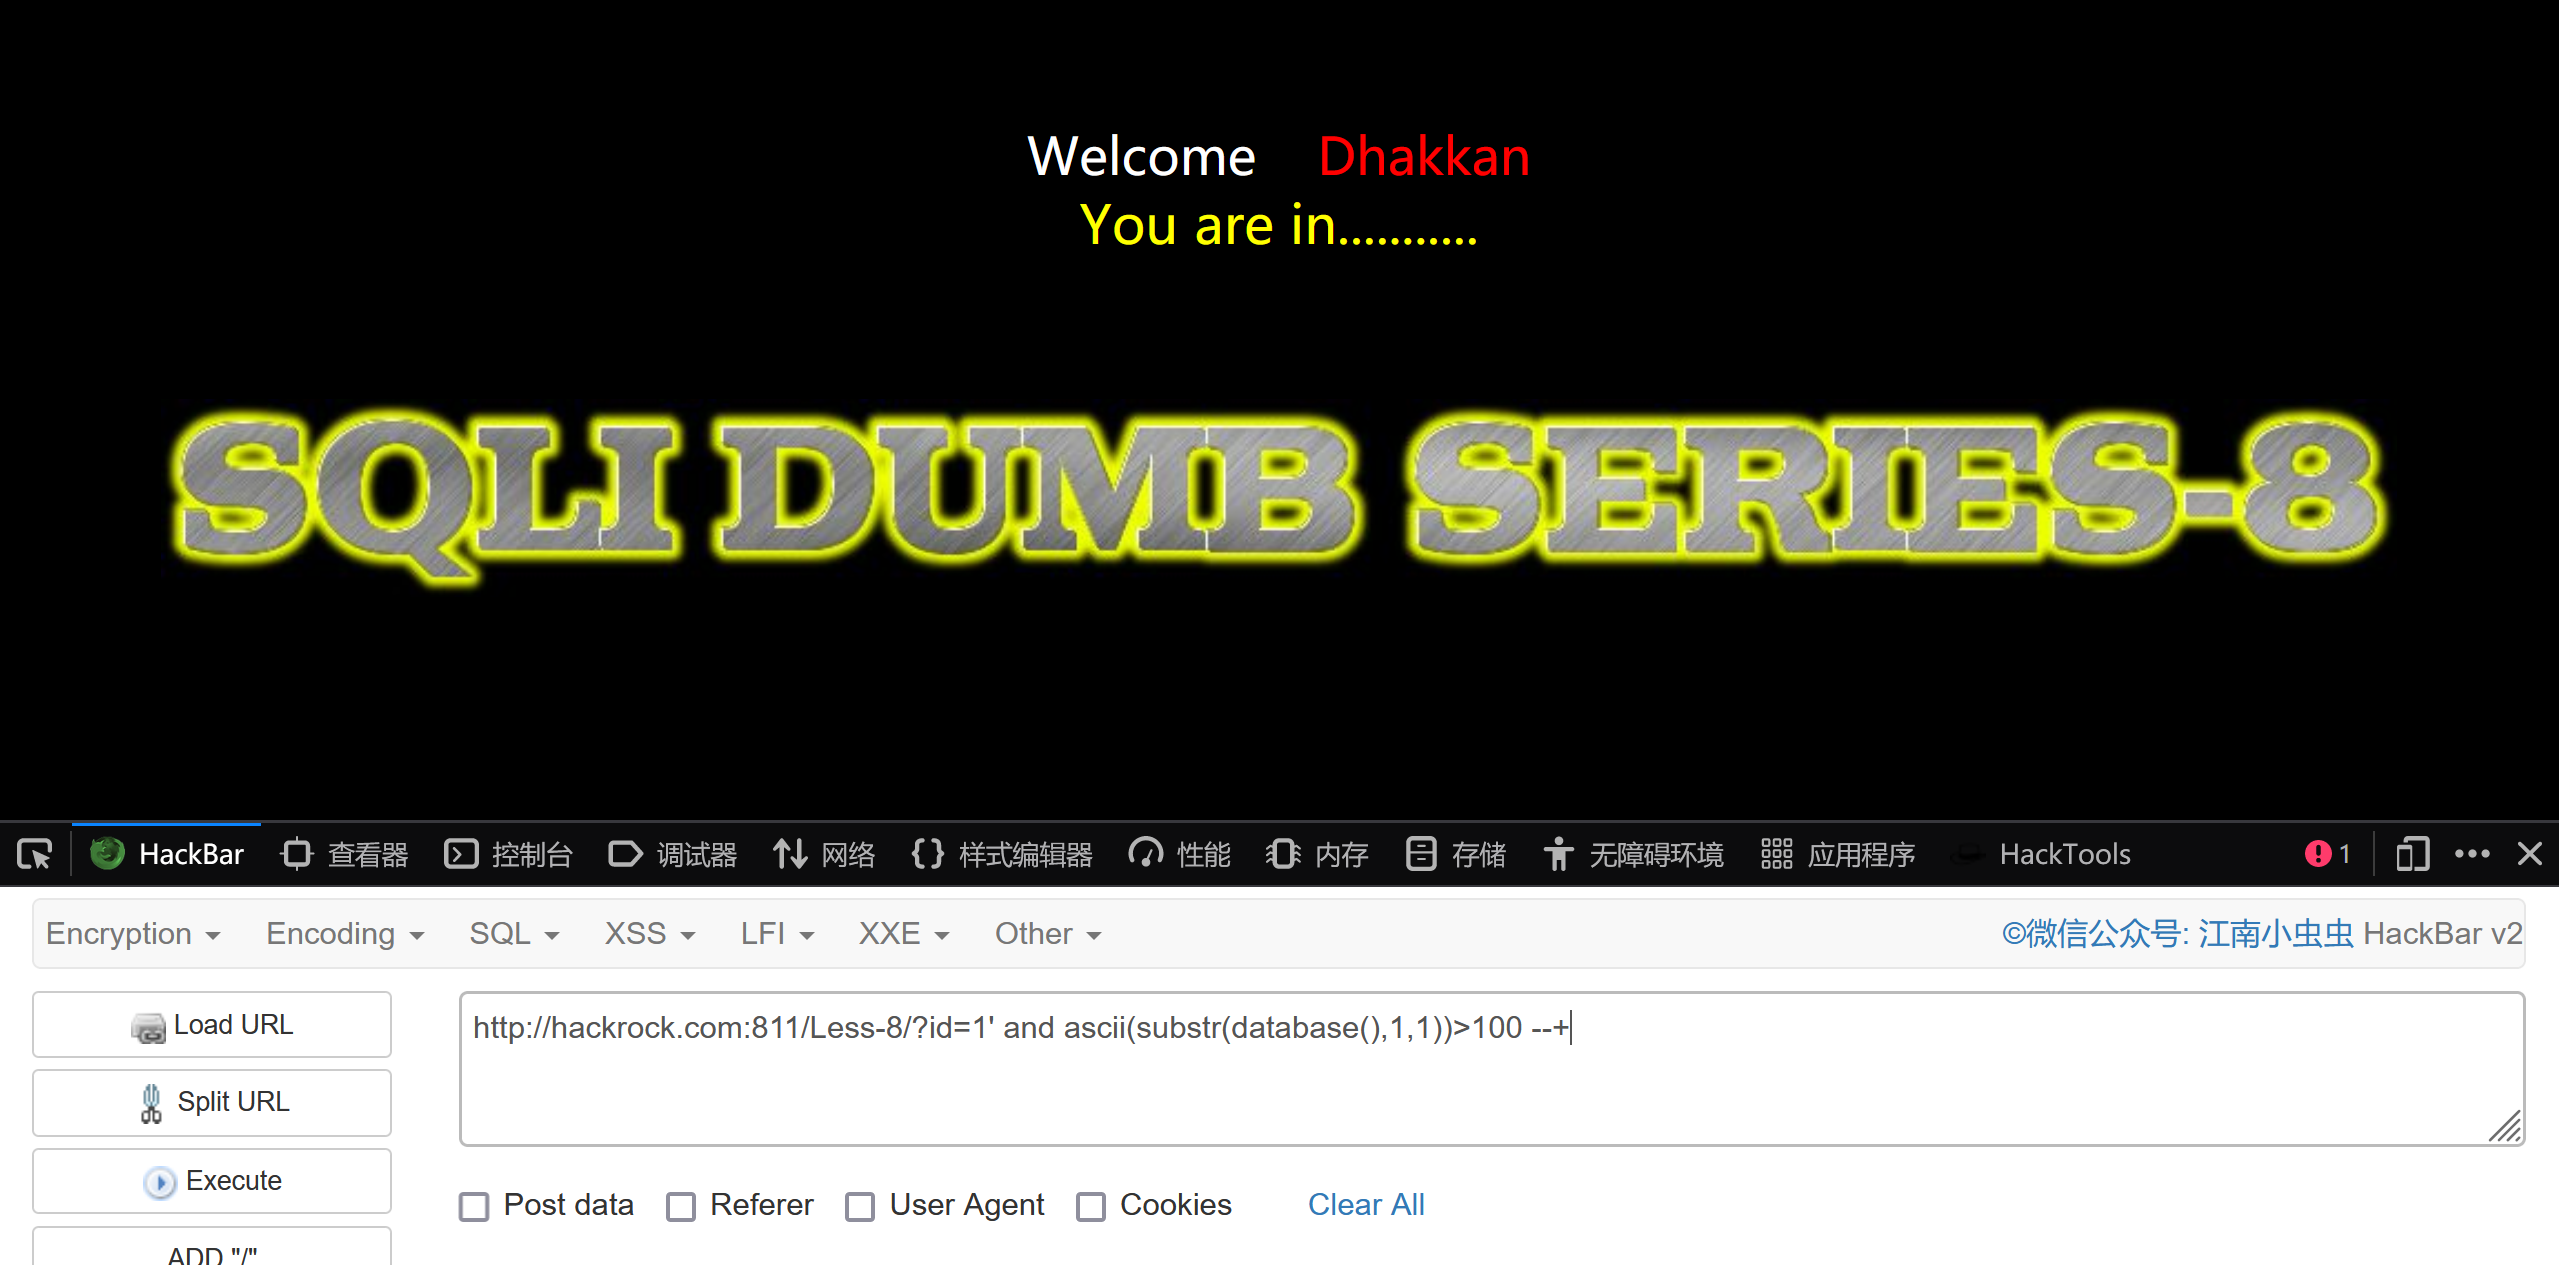 Welcome Dhakkan
You are in...........
SQLI DUMB SERIES-8
HackBar 查看器 控制台 调试器 网络 样式编辑器 性能 内存 存储 无障碍环境 应用程序 HackTools 1
Encryption Encoding SQL XSS LFI XXE Other ©微信公众号: 江南小虫虫 HackBar v2
Load URL
http://hackrock.com:811/Less-8/?id=1' and ascii(substr(database(),1,1))>100 --+
Split URL
Execute
Post data Referer User Agent Cookies Clear All
ADD "/"